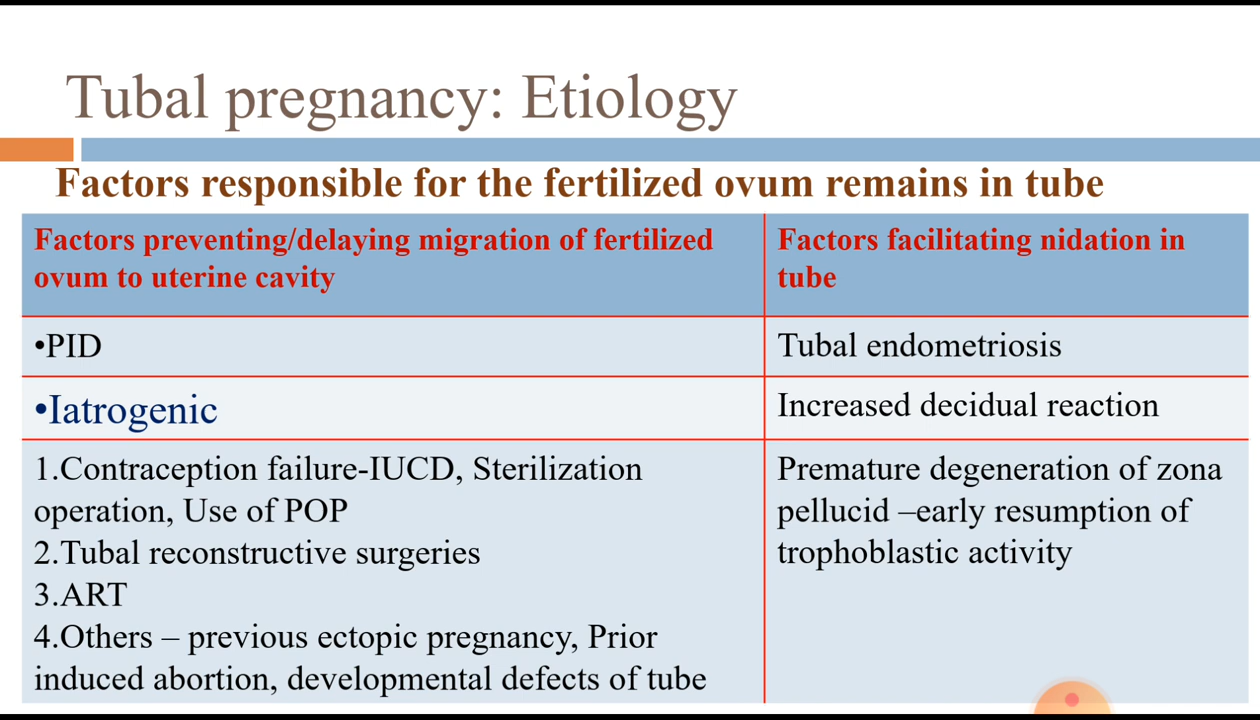 Tubal pregnancy: Etiology
Factors responsible for the fertilized ovum remains in tube
Factors preventing/delaying migration of fertilized
ovum to uterine cavity
Factors facilitating nidation in
tube
•PID
Tubal endometriosis
•Iatrogenic
Increased decidual reaction
1.Contraception failure-IUCD, Sterilization
operation, Use of POP
2.Tubal reconstructive surgeries
3.ART
4.Others – previous ectopic pregnancy, Prior
induced abortion, developmental defects of tube
Premature degeneration of zona
pellucid –early resumption of
trophoblastic activity